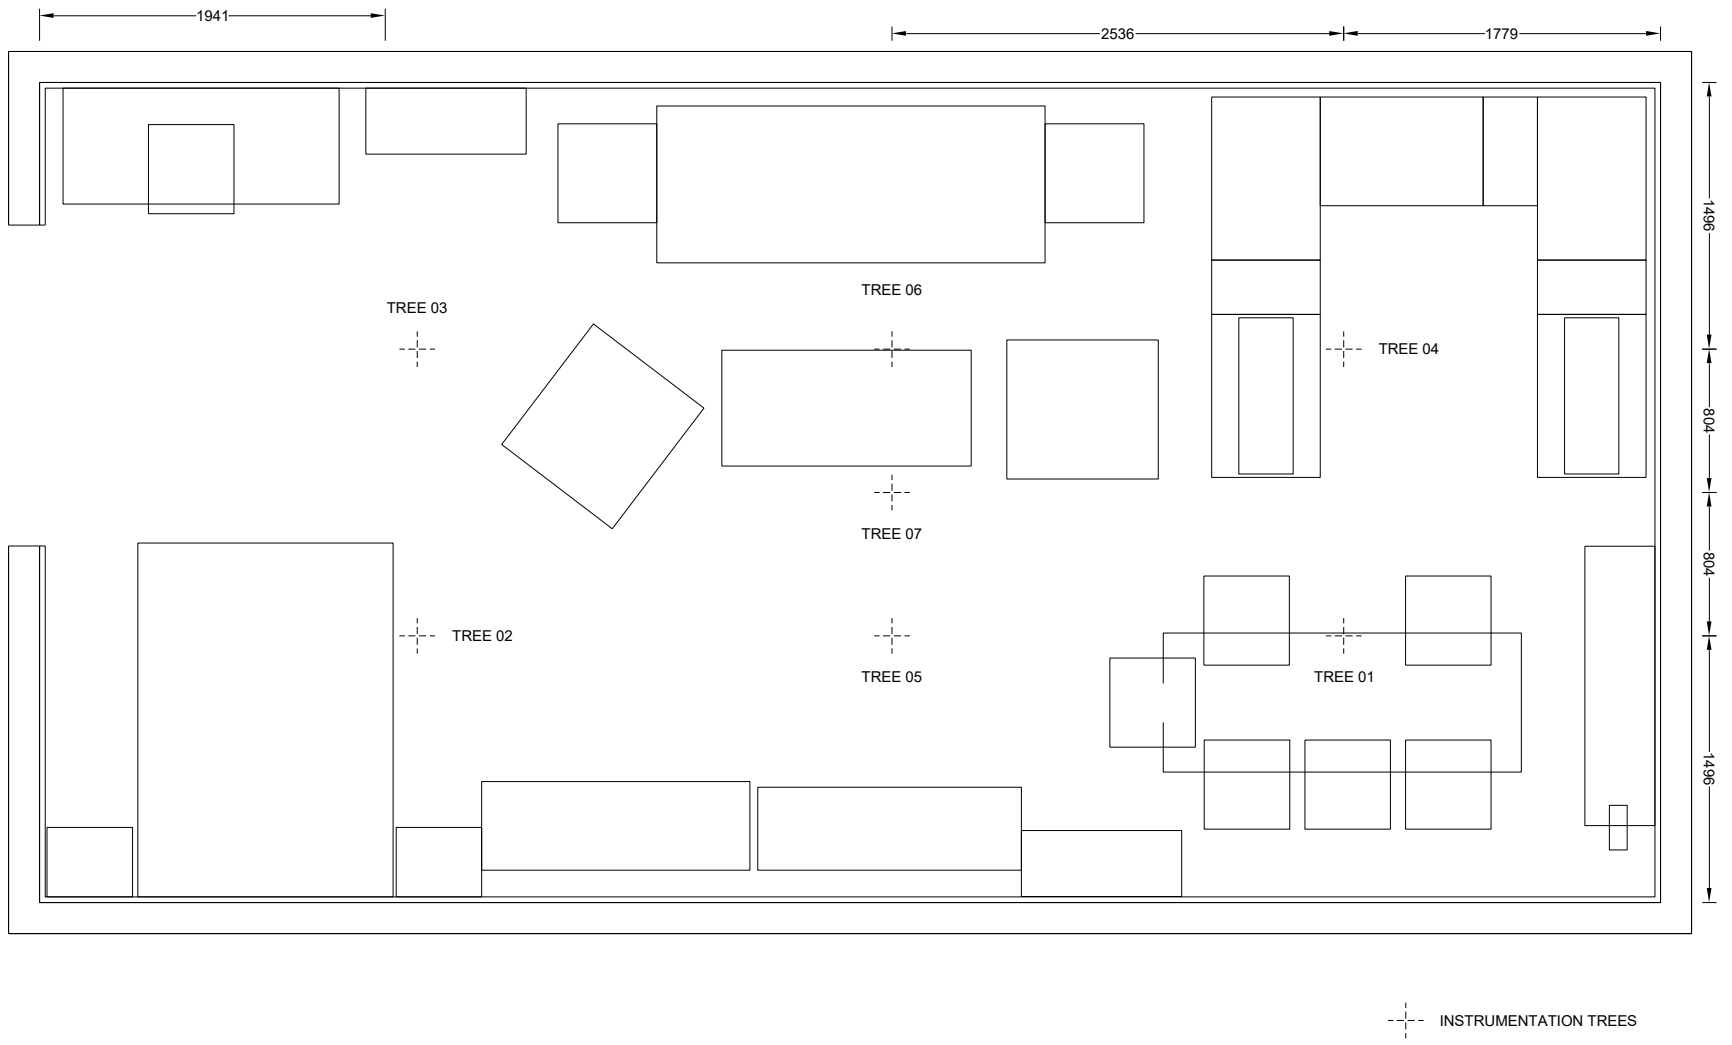 1941
2536
1779
1496
TREE 06
TREE 03
TREE 04
804
TREE 07
804
TREE 02
TREE 05
TREE 01
1496
INSTRUMENTATION TREES